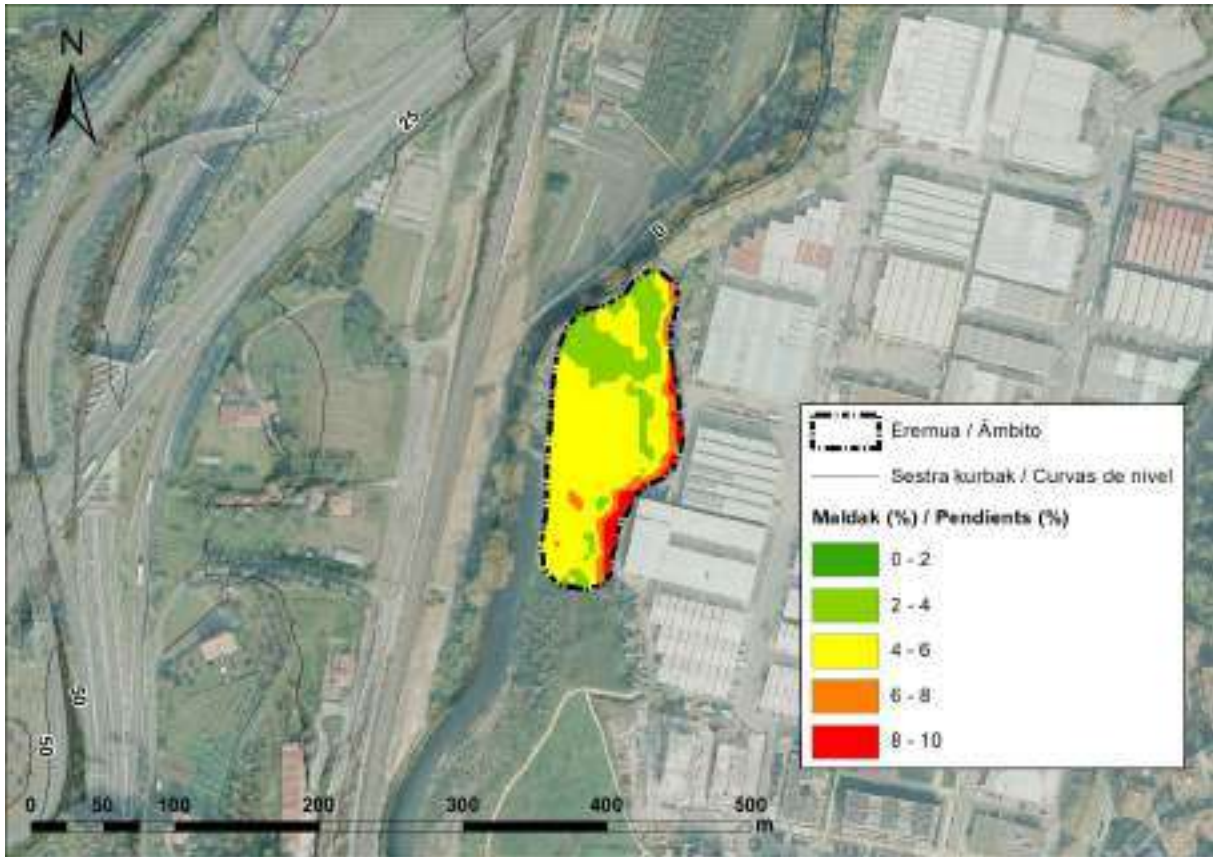 N
25
0
Eremua / Ámbito
Sestra kurbak / Curvas de nivel
Maldak (%) / Pendients (%)
0 - 2
2 - 4
4 - 6
6 - 8
8 - 10
50
50
0 50 100 200 300 400 500
m